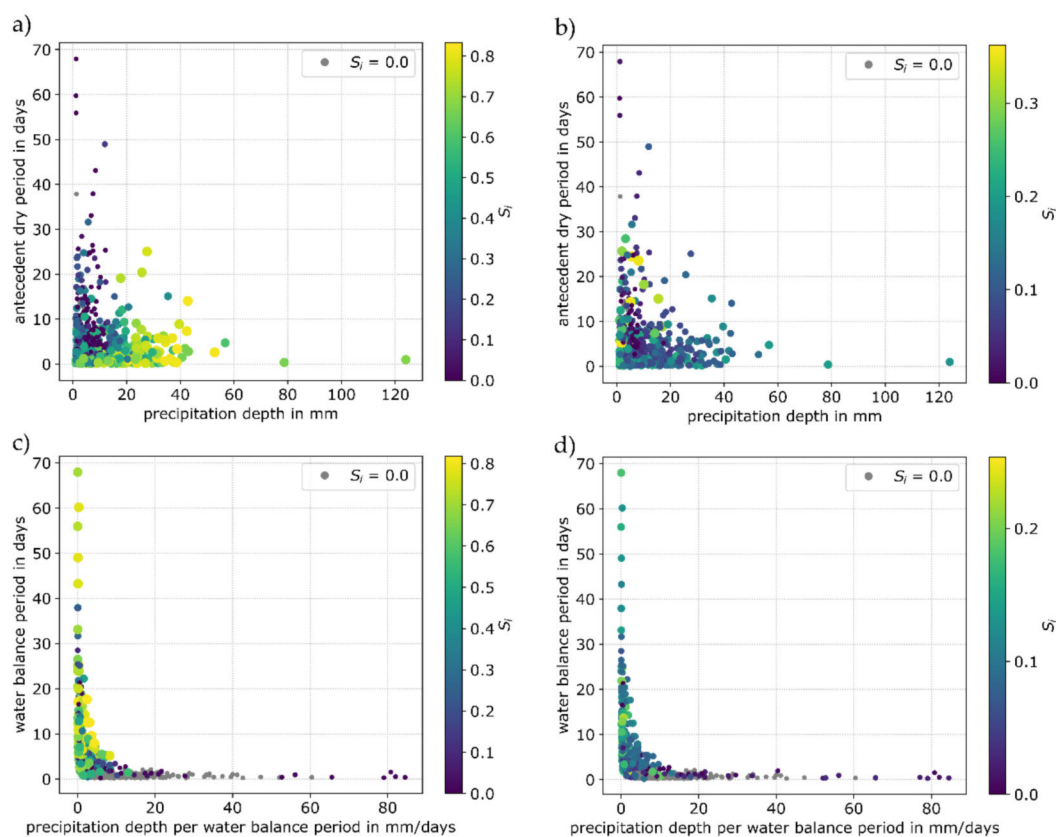 a)
70
60
50
40
30
20
10
0
antecedent dry period in days
0 20 40 60 80 100 120
precipitation depth in mm
S_i = 0.0
0.8
0.7
0.6
0.5
0.4
0.3
0.2
0.1
0.0
S_i
b)
70
60
50
40
30
20
10
0
antecedent dry period in days
0 20 40 60 80 100 120
precipitation depth in mm
S_i = 0.0
0.3
0.2
0.1
0.0
S_i
c)
70
60
50
40
30
20
10
0
water balance period in days
0 20 40 60 80
precipitation depth per water balance period in mm/days
S_i = 0.0
0.8
0.7
0.6
0.5
0.4
0.3
0.2
0.1
0.0
S_i
d)
70
60
50
40
30
20
10
0
water balance period in days
0 20 40 60 80
precipitation depth per water balance period in mm/days
S_i = 0.0
0.2
0.1
0.0
S_i